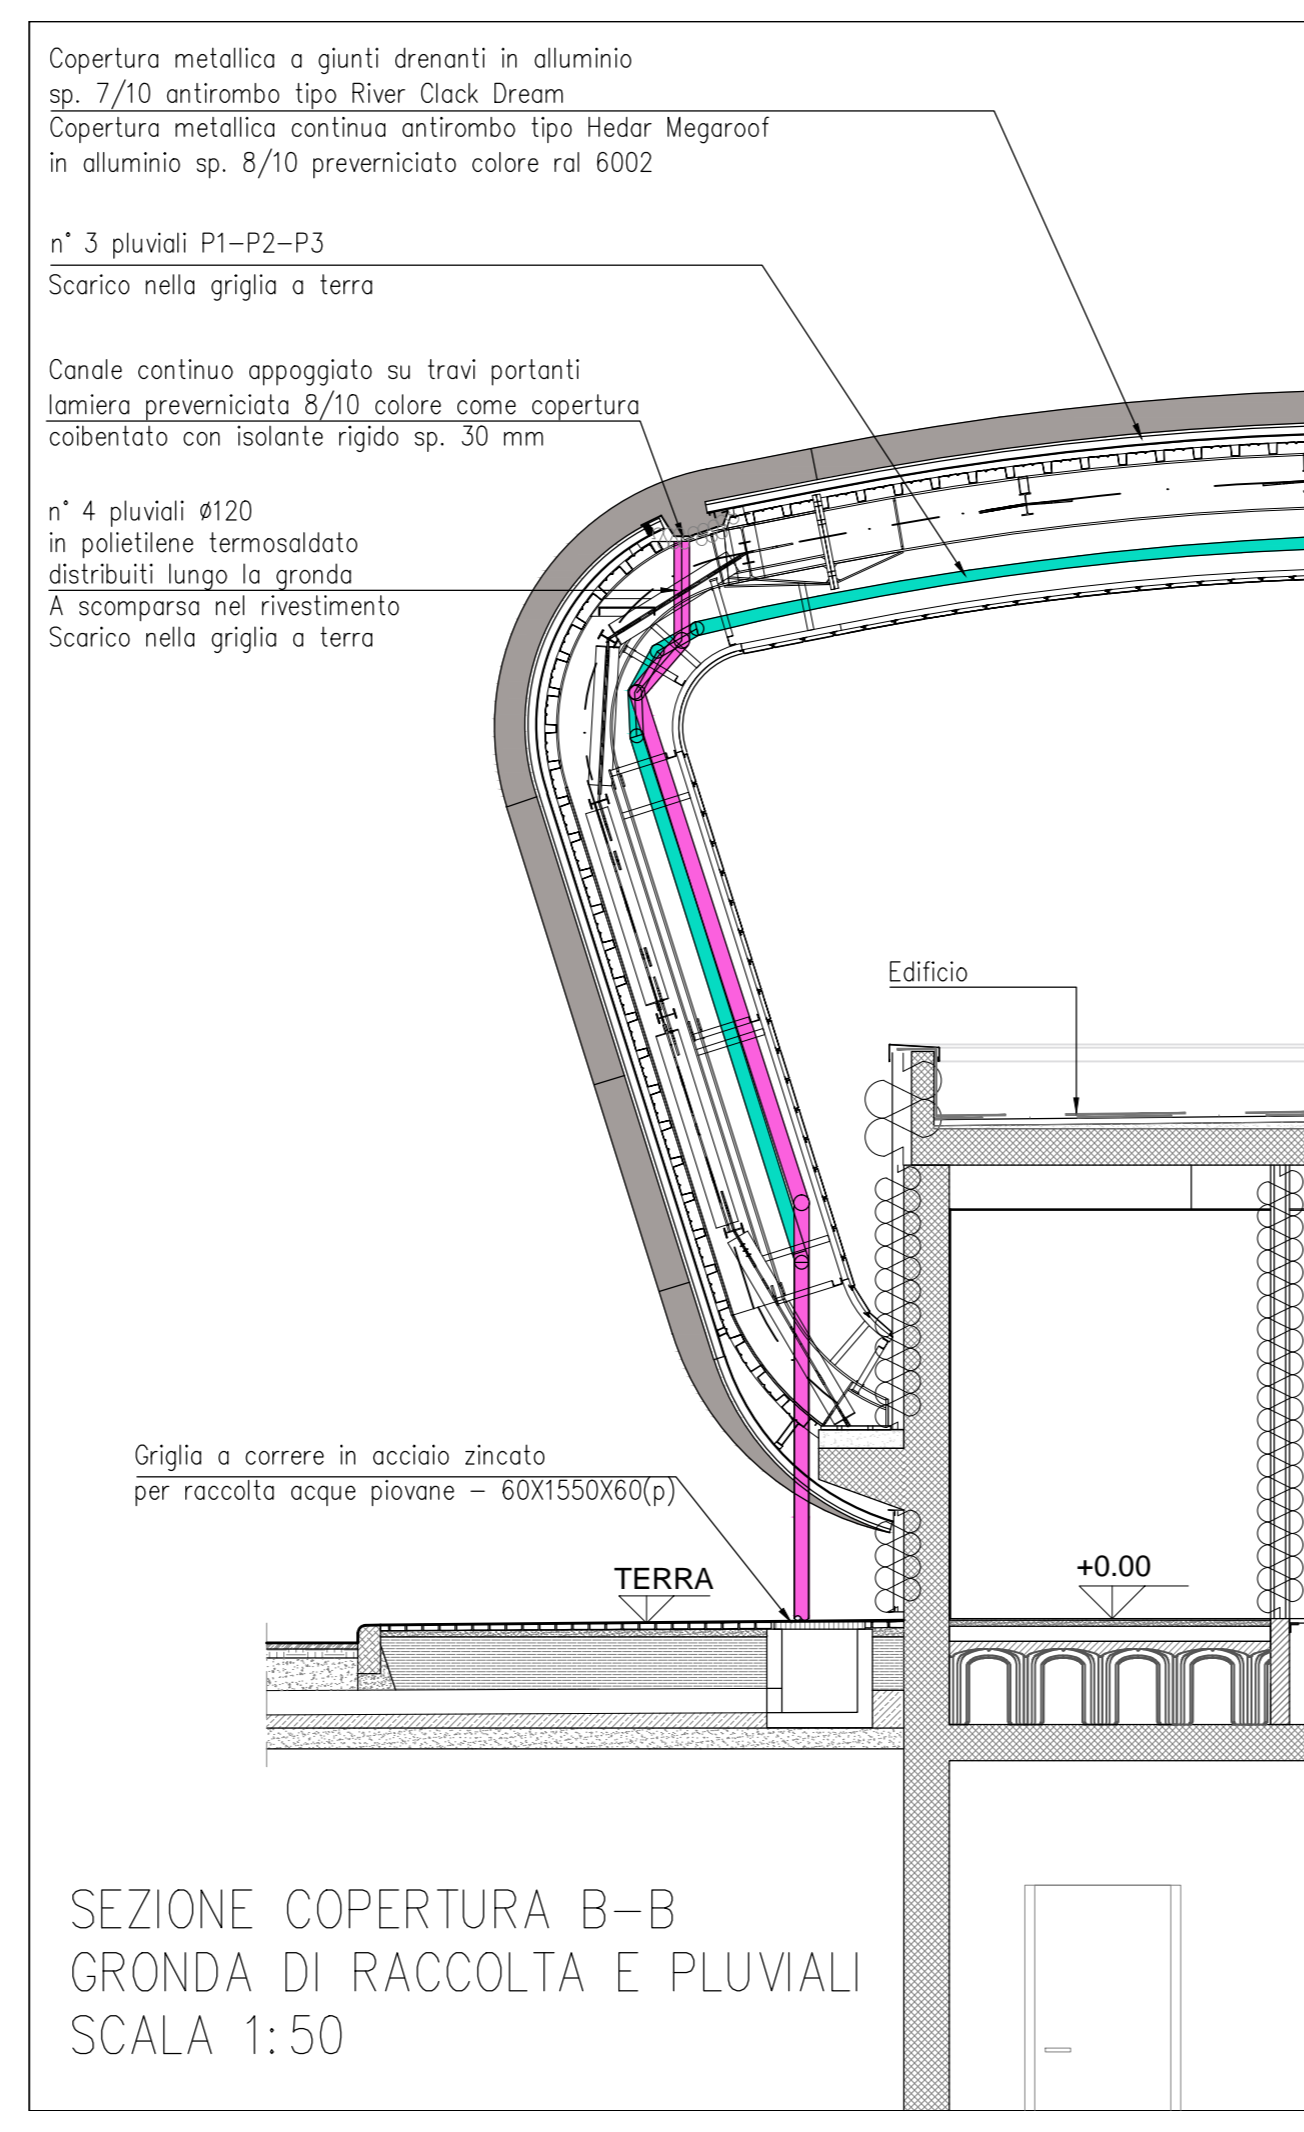 Copertura metallica a giunti drenanti in alluminio
sp. 7/10 antirombo tipo River Clack Dream
Copertura metallica continua antirombo tipo Hedar Megaroof
in alluminio sp. 8/10 preverniciato colore ral 6002
n° 3 pluviali P1-P2-P3
Scarico nella griglia a terra
Canale continuo appoggiato su travi portanti
lamiera preverniciata 8/10 colore come copertura
coibentato con isolante rigido sp. 30 mm
n° 4 pluviali ø120
in polietilene termosaldato
distribuiti lungo la gronda
A scomparsa nel rivestimento
Scarico nella griglia a terra
Edificio
Griglia a correre in acciaio zincato
per raccolta acque piovane - 60X1550X60(p)
TERRA
+0.00
SEZIONE COPERTURA B-B
GRONDA DI RACCOLTA E PLUVIALI
SCALA 1:50